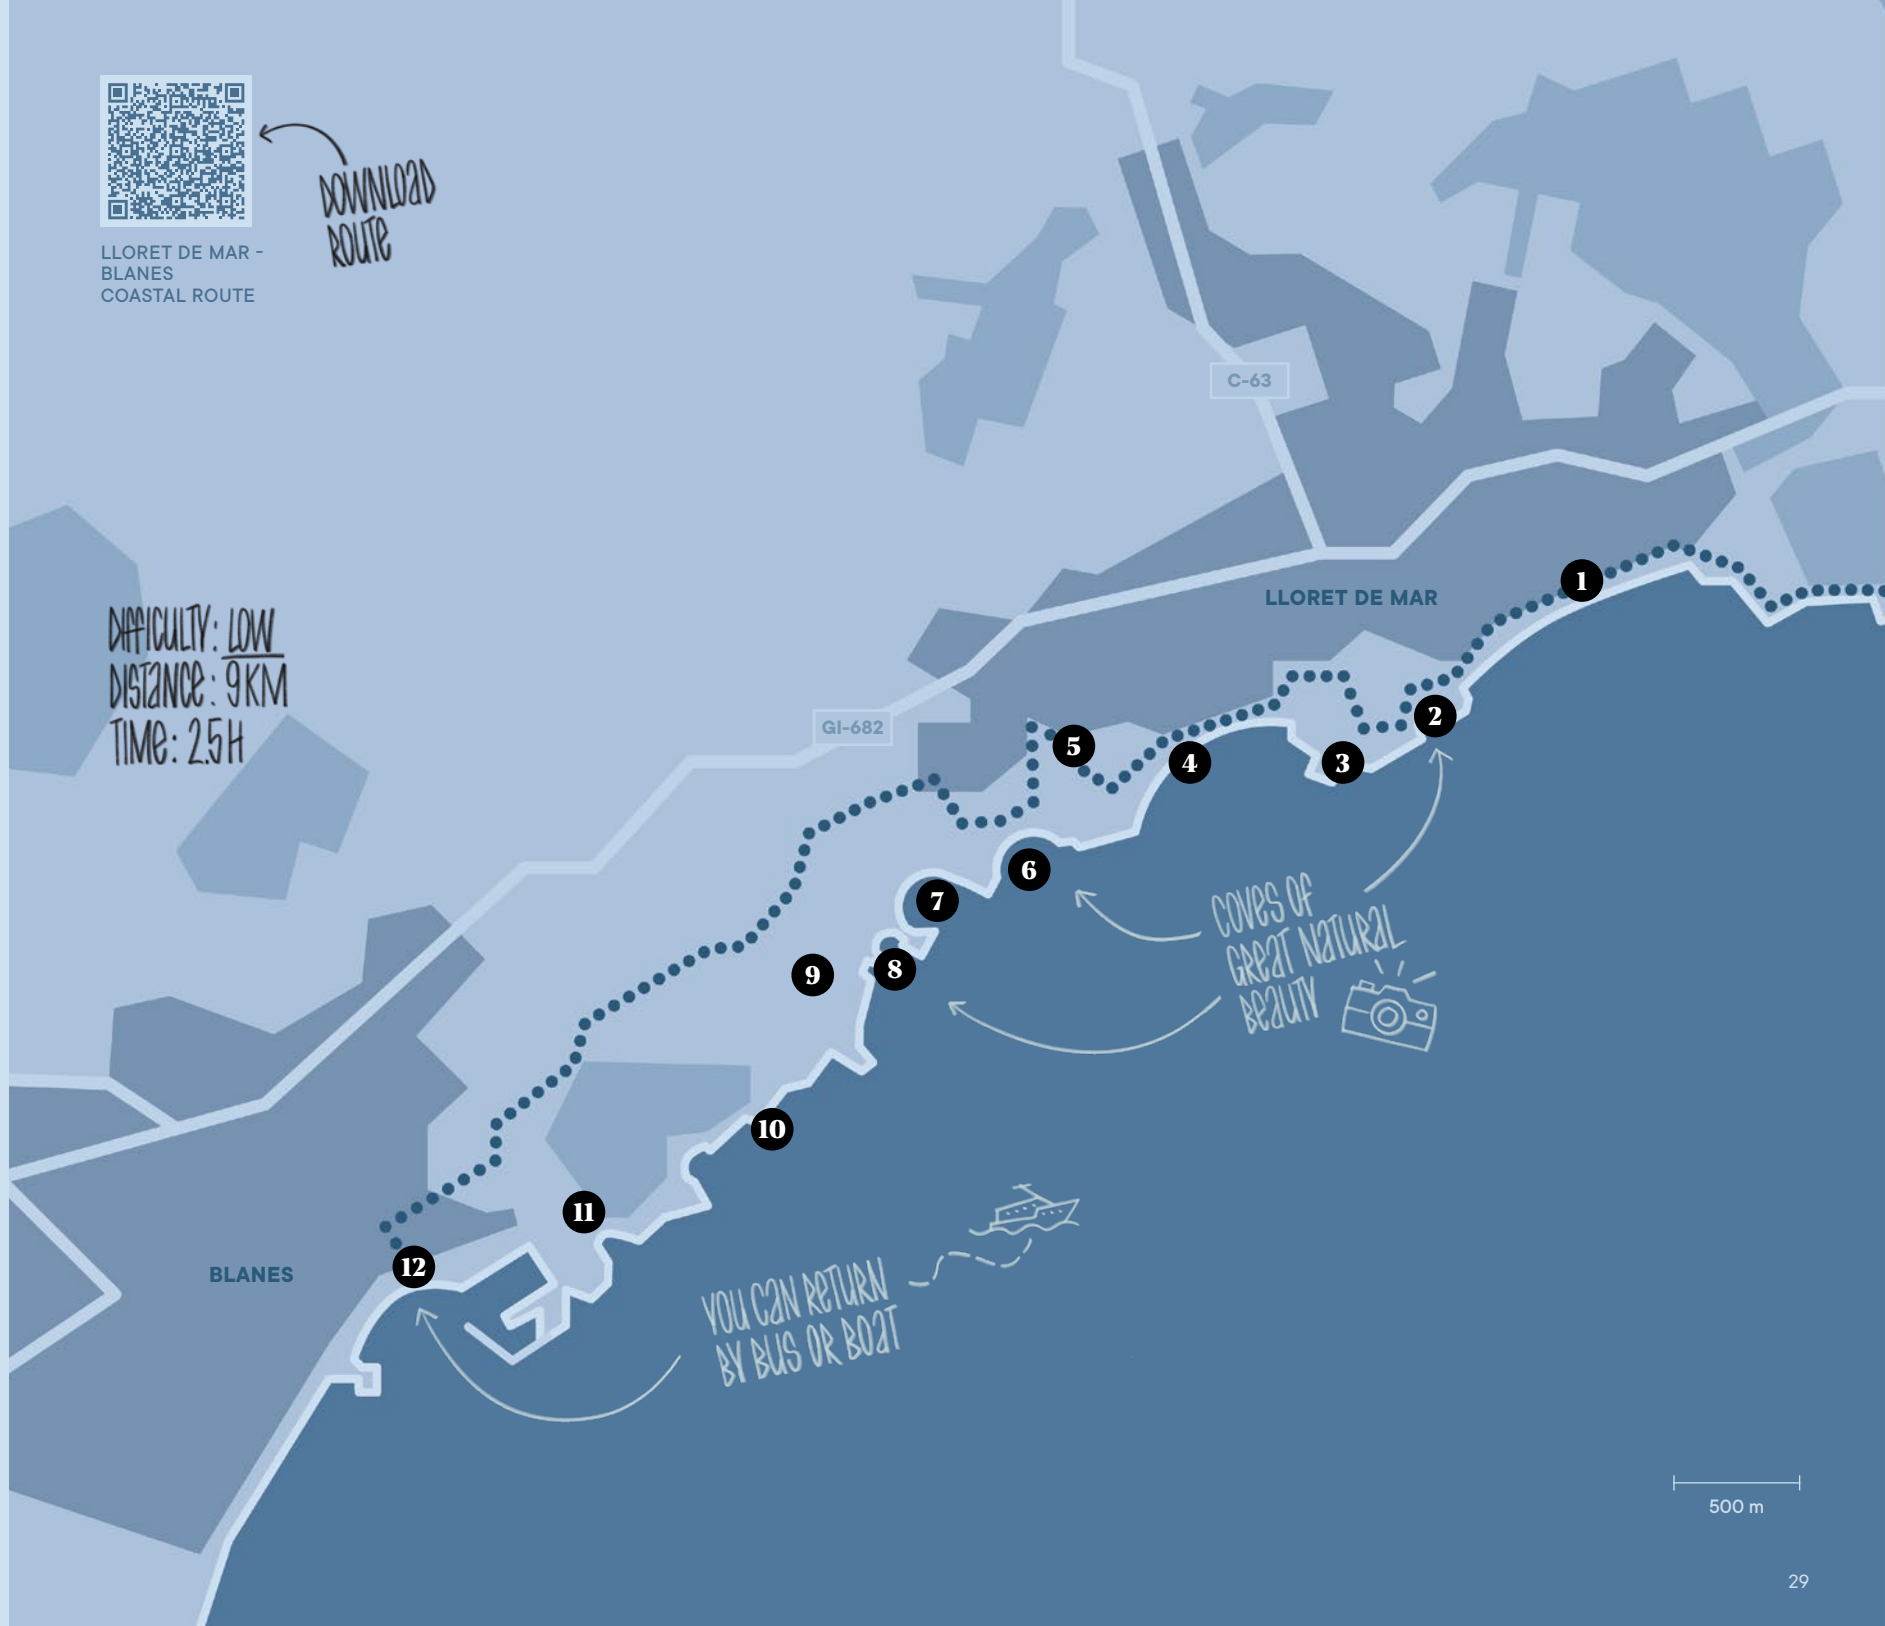 DOWNLOAD
ROUTE
LLORET DE MAR -
BLANES
COASTAL ROUTE
C-63
DIFFICULTY: LOW
DISTANCE: 9KM
TIME: 2.5H
LLORET DE MAR
GI-682
1
2
3
4
5
6
7
8
9
10
11
12
COVES OF
GREAT NATURAL
BEAUTY
BLANES
YOU CAN RETURN
BY BUS OR BOAT
500 m
29